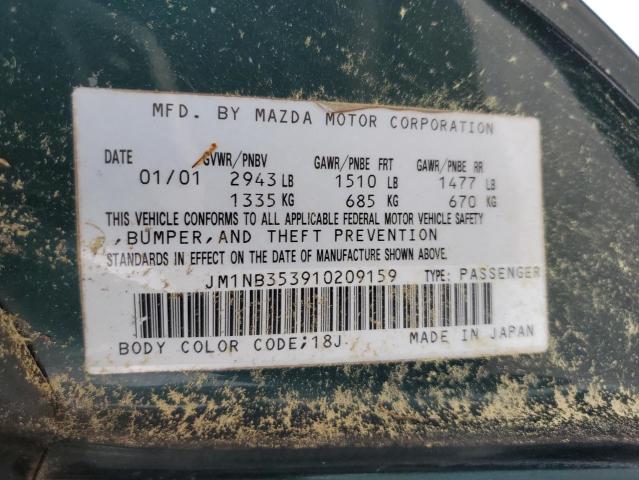 MFD. BY MAZDA MOTOR CORPORATION
DATE GVWR/PNBV GAWR/PNBE FRT GAWR/PNBE RR
01/01 2943 LB 1510 LB 1477 LB
1335 KG 685 KG 670 KG
THIS VEHICLE CONFORMS TO ALL APPLICABLE FEDERAL MOTOR VEHICLE SAFETY
,BUMPER,AND THEFT PREVENTION
STANDARDS IN EFFECT ON THE DATE OF MANUFACTURE SHOWN ABOVE.
JM1NB353910209159 TYPE: PASSENGER
BODY COLOR CODE;18J MADE IN JAPAN